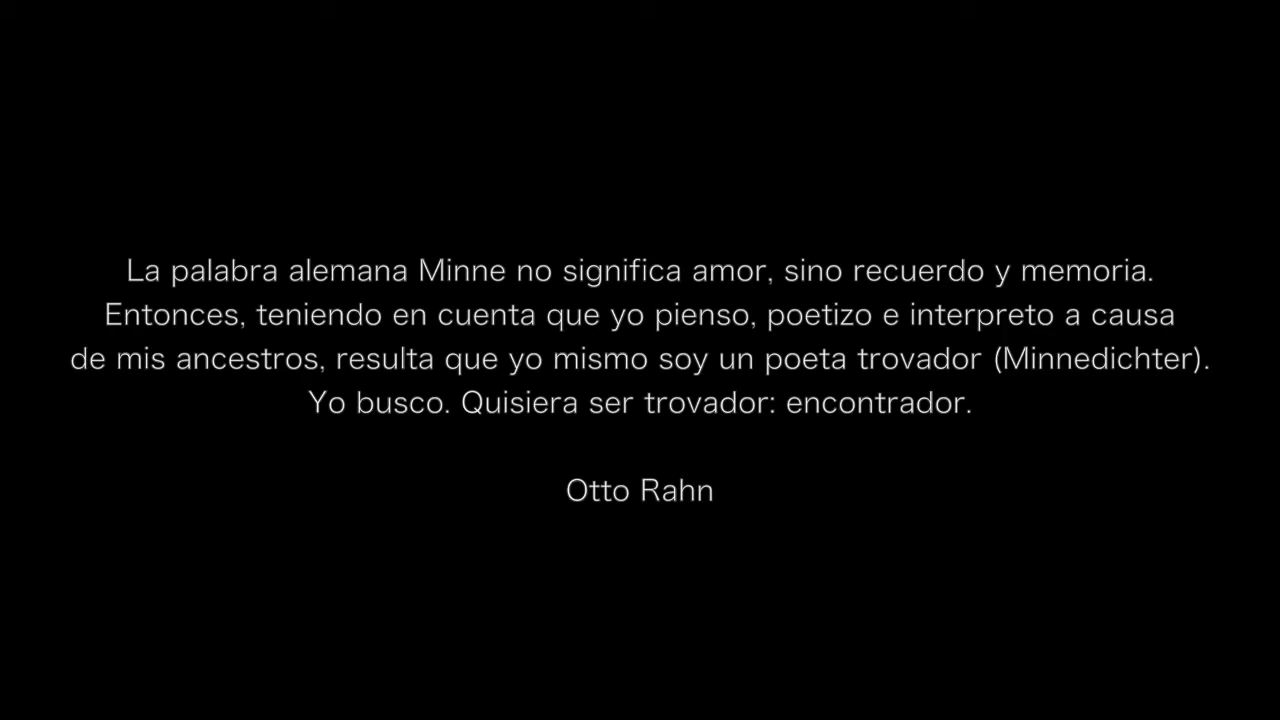 La palabra alemana Minne no significa amor, sino recuerdo y memoria.
Entonces, teniendo en cuenta que yo pienso, poetizo e interpreto a causa
de mis ancestros, resulta que yo mismo soy un poeta trovador (Minnedichter).
Yo busco. Quisiera ser trovador: encontrador.
Otto Rahn